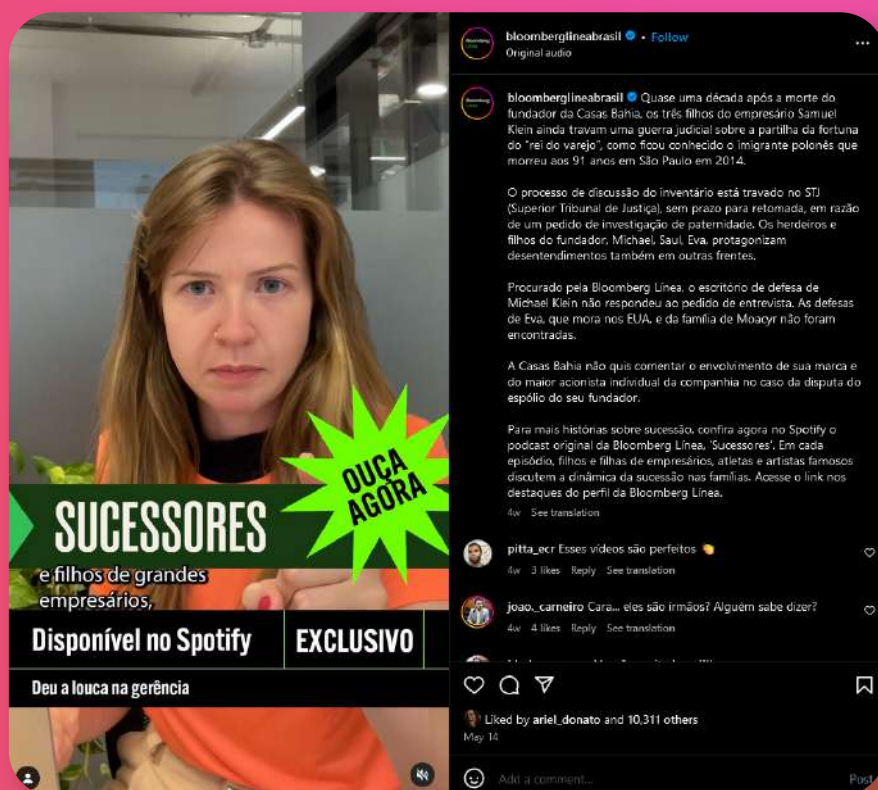 OUÇA
AGORA
SUCESSORES
e filhos de grandes
empresários,
Disponível no Spotify
EXCLUSIVO
Deu a louca na gerência
bloomberglineabrasil • Follow
Original audio
bloomberglineabrasil Quase uma década após a morte do
fundador da Casas Bahia, os três filhos do empresário Samuel
Klein ainda travam uma guerra judicial sobre a partilha da fortuna
do "rei do varejo", como ficou conhecido o imigrante polonês que
morreu aos 91 anos em São Paulo em 2014.
O processo de discussão do inventário está travado no STJ
(Superior Tribunal de Justiça), sem prazo para retomada, em razão
de um pedido de investigação de paternidade. Os herdeiros e
filhos do fundador, Michael, Saul, Eva, protagonizam
desentendimentos também em outras frentes.
Procurado pela Bloomberg Línea, o escritório de defesa de
Michael Klein não respondeu ao pedido de entrevista. As defesas
de Eva, que mora nos EUA, e da família de Moacyr não foram
encontradas.
A Casas Bahia não quis comentar o envolvimento de sua marca e
do maior acionista individual da companhia no caso da disputa do
espólio do seu fundador.
Para mais histórias sobre sucessão, confira agora no Spotify o
podcast original da Bloomberg Línea, 'Sucessores'. Em cada
episódio, filhos e filhas de empresários, atletas e artistas famosos
discutem a dinâmica da sucessão nas famílias. Acesse o link nos
destaques do perfil da Bloomberg Línea.
4w See translation
pitta_ecr Esses vídeos são perfeitos 👏
4w 3 likes Reply See translation
joao._carneiro Cara... eles são irmãos? Alguém sabe dizer?
4w 4 likes Reply See translation
Liked by ariel_donato and 10,311 others
May 14
Add a comment...
Post